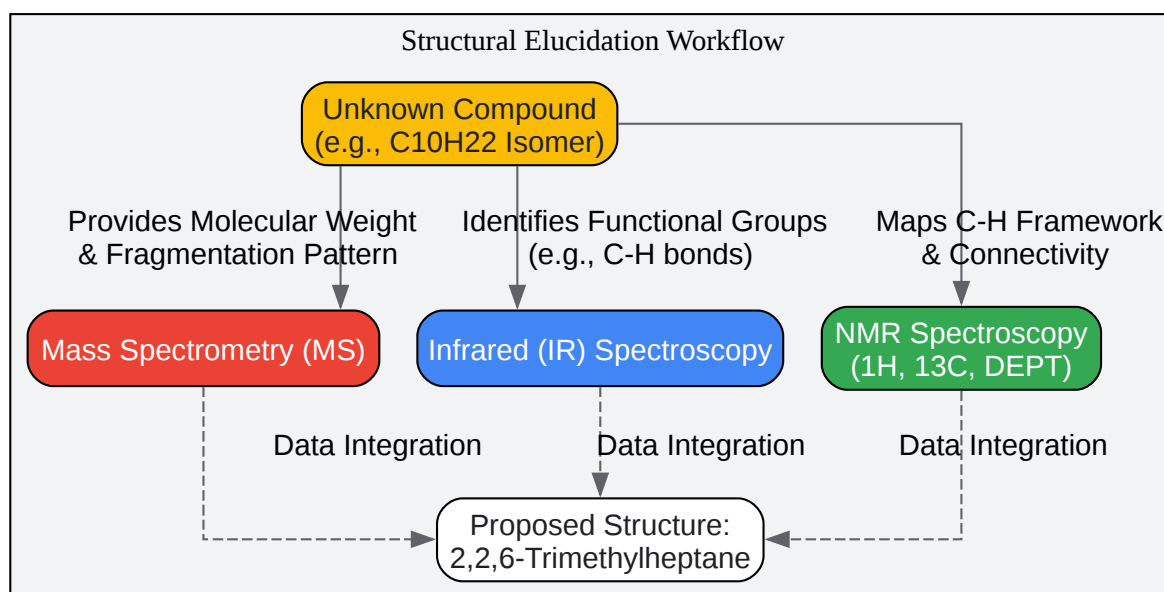 Structural Elucidation Workflow
Unknown Compound
(e.g., C10H22 Isomer)
Provides Molecular Weight
& Fragmentation Pattern
Identifies Functional Groups
(e.g., C-H bonds)
Maps C-H Framework
& Connectivity
Mass Spectrometry (MS)
Infrared (IR) Spectroscopy
NMR Spectroscopy
(1H, 13C, DEPT)
Data Integration
Data Integration
Data Integration
Proposed Structure:
2,2,6-Trimethylheptane